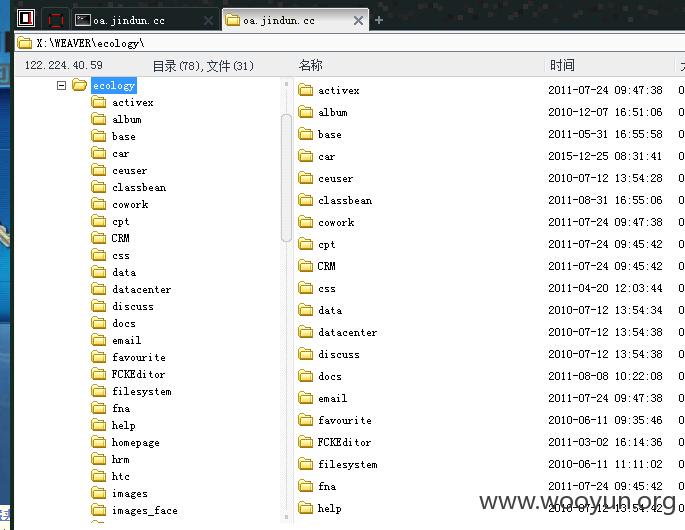 oa.jindun.cc
oa.jindun.cc
X:\WEAVER\ecology\
122.224.40.59 目录(78),文件(31) 名称 时间
ecology
activex
album
base
car
ceuser
classbean
cowork
cpt
CRM
css
data
datacenter
discuss
docs
email
favourite
FCKEditor
filesystem
fna
help
homepage
hrm
htc
images
images_face
activex 2011-07-24 09:47:38 0
album 2010-12-07 16:51:06 0
base 2011-05-31 16:55:58 0
car 2015-12-25 08:31:41 0
ceuser 2010-07-12 13:54:28 0
classbean 2011-08-31 16:55:06 0
cowork 2011-07-24 09:47:38 0
cpt 2011-07-24 09:45:42 0
CRM 2011-07-24 09:45:42 0
css 2011-04-20 12:03:44 0
data 2010-07-12 13:54:34 0
datacenter 2010-07-12 13:54:38 0
discuss 2010-07-12 13:54:38 0
docs 2011-08-08 10:22:08 0
email 2011-07-24 09:47:38 0
favourite 2010-06-11 09:35:46 0
FCKEditor 2011-03-02 16:14:36 0
filesystem 2010-06-11 11:11:02 0
fna 2011-07-24 09:45:42 0
help 2010-07-12 13:54:42 0
www.wooyun.org